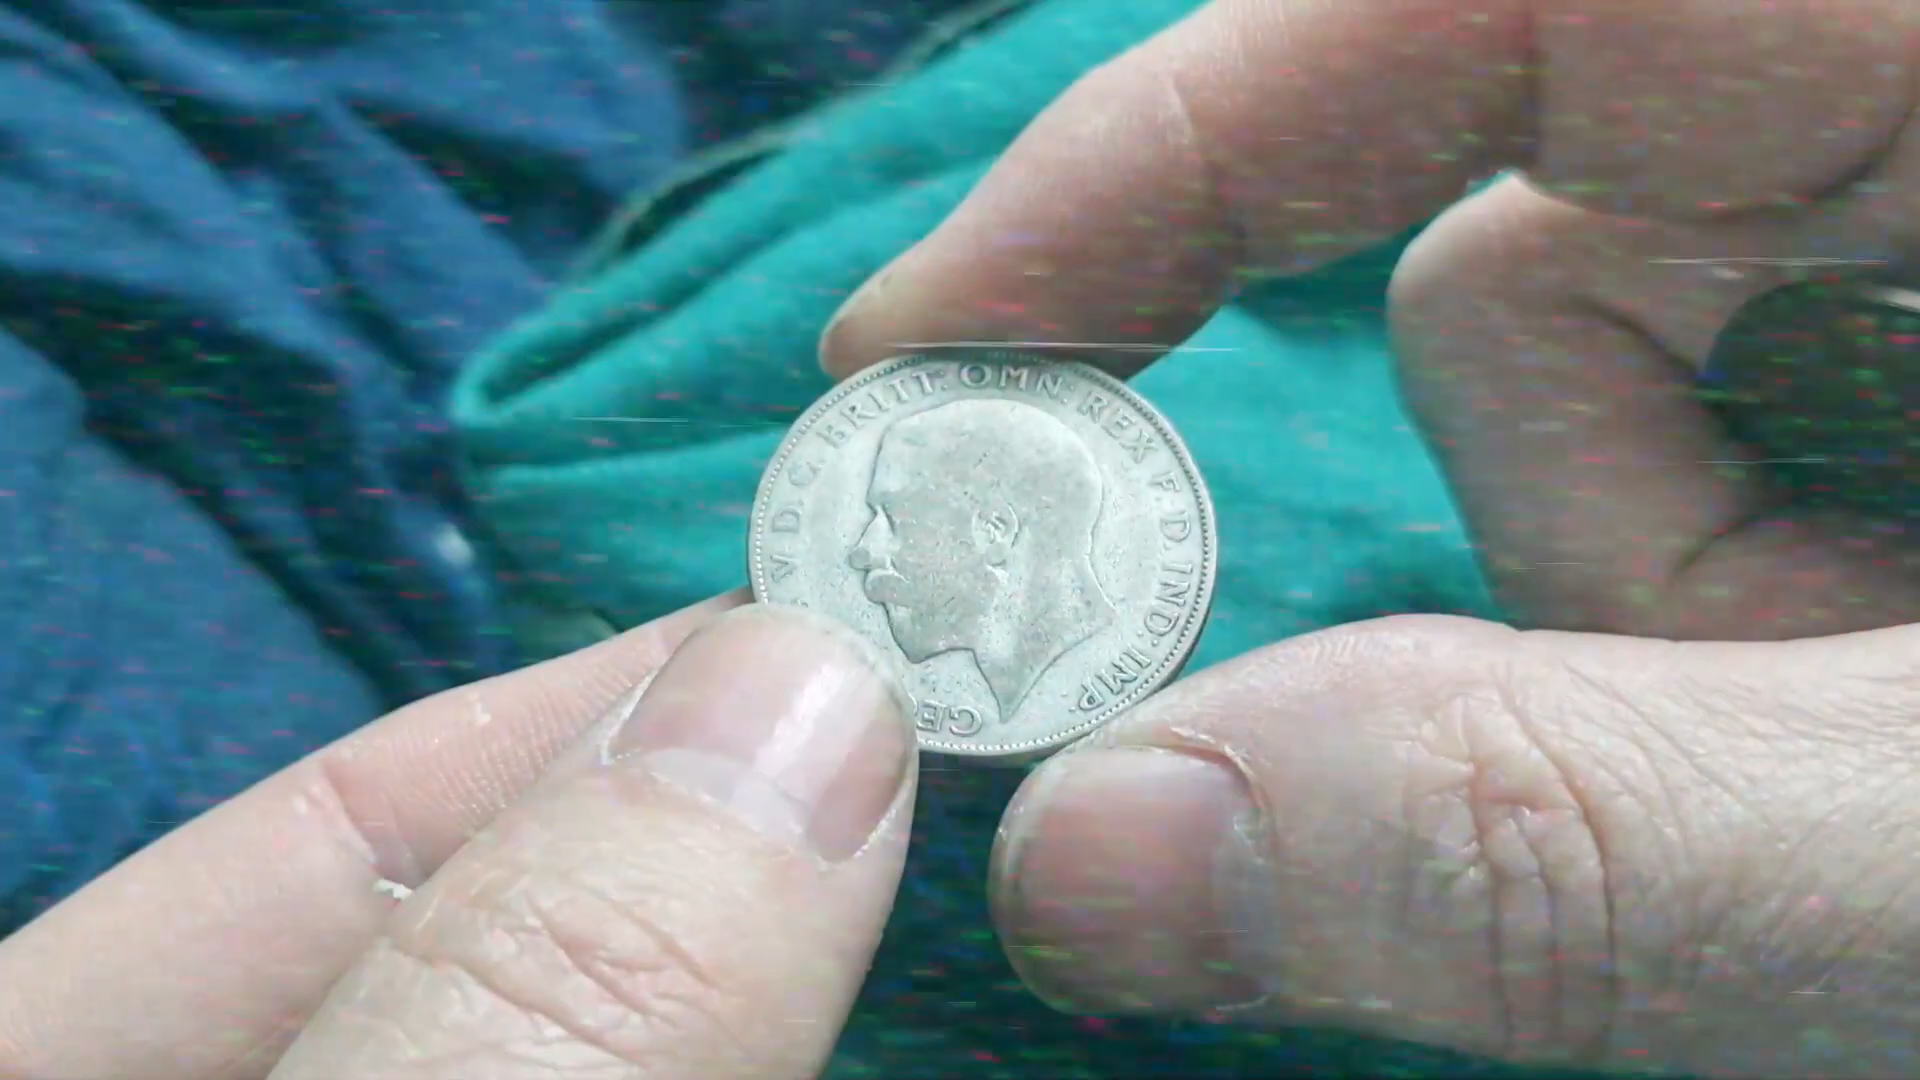 V D.G. BRITT: OMN: REX F.D. IND: IMP.